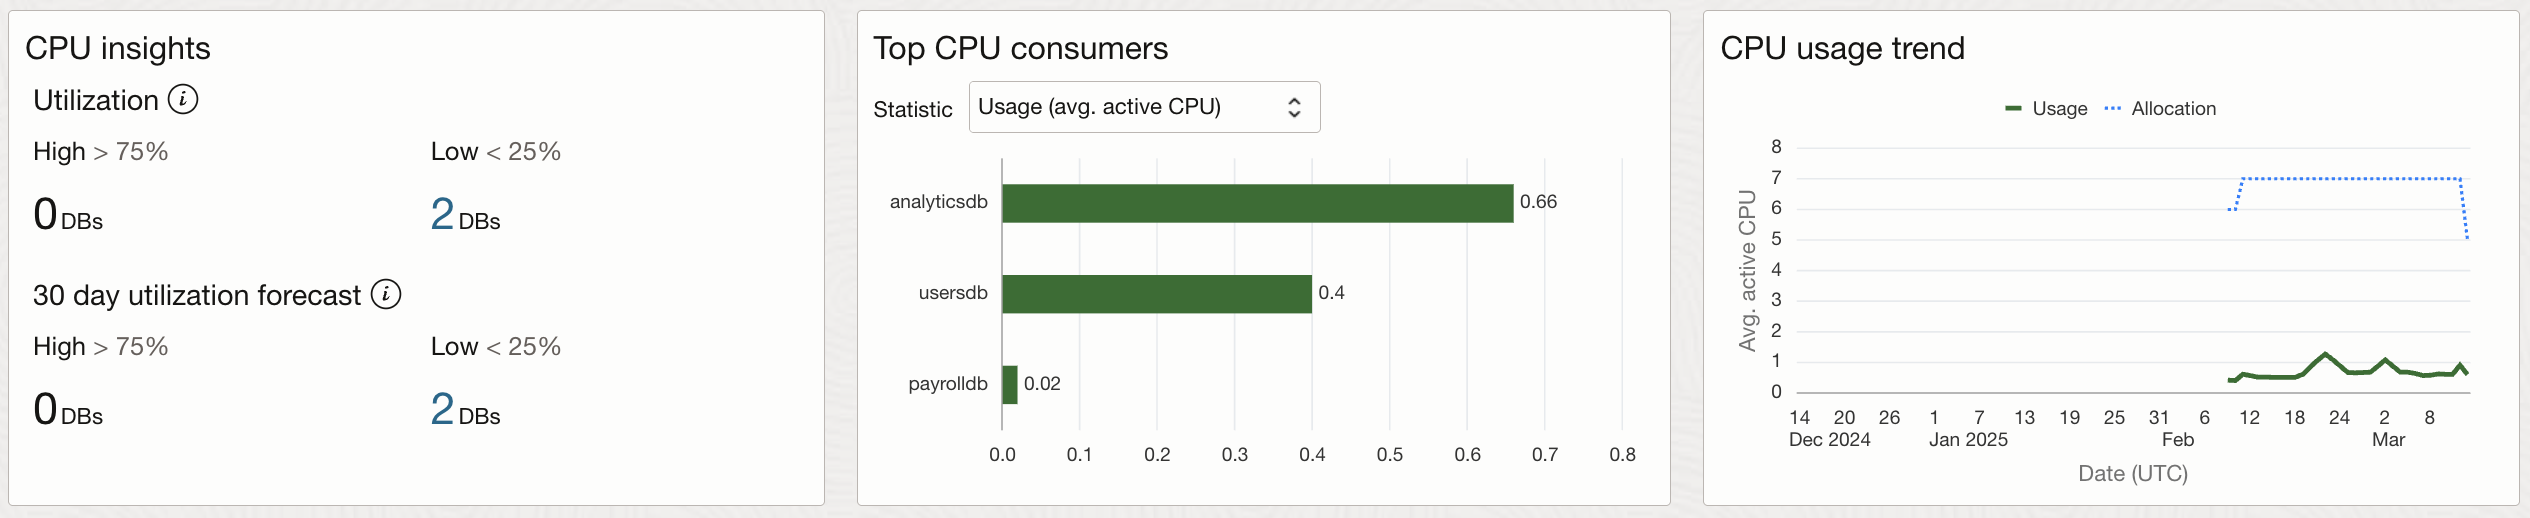 CPU insights
Utilization i
High > 75%
Low < 25%
0 DBs
2 DBs
30 day utilization forecast i
High > 75%
Low < 25%
0 DBs
2 DBs
Top CPU consumers
Statistic Usage (avg. active CPU)
analyticsdb 0.66
usersdb 0.4
payrolldb 0.02
0.0 0.1 0.2 0.3 0.4 0.5 0.6 0.7 0.8
CPU usage trend
Usage Allocation
Avg. active CPU
8
7
6
5
4
3
2
1
0
14 20 26 1 7 13 19 25 31 6 12 18 24 2 8
Dec 2024 Jan 2025 Feb Mar
Date (UTC)